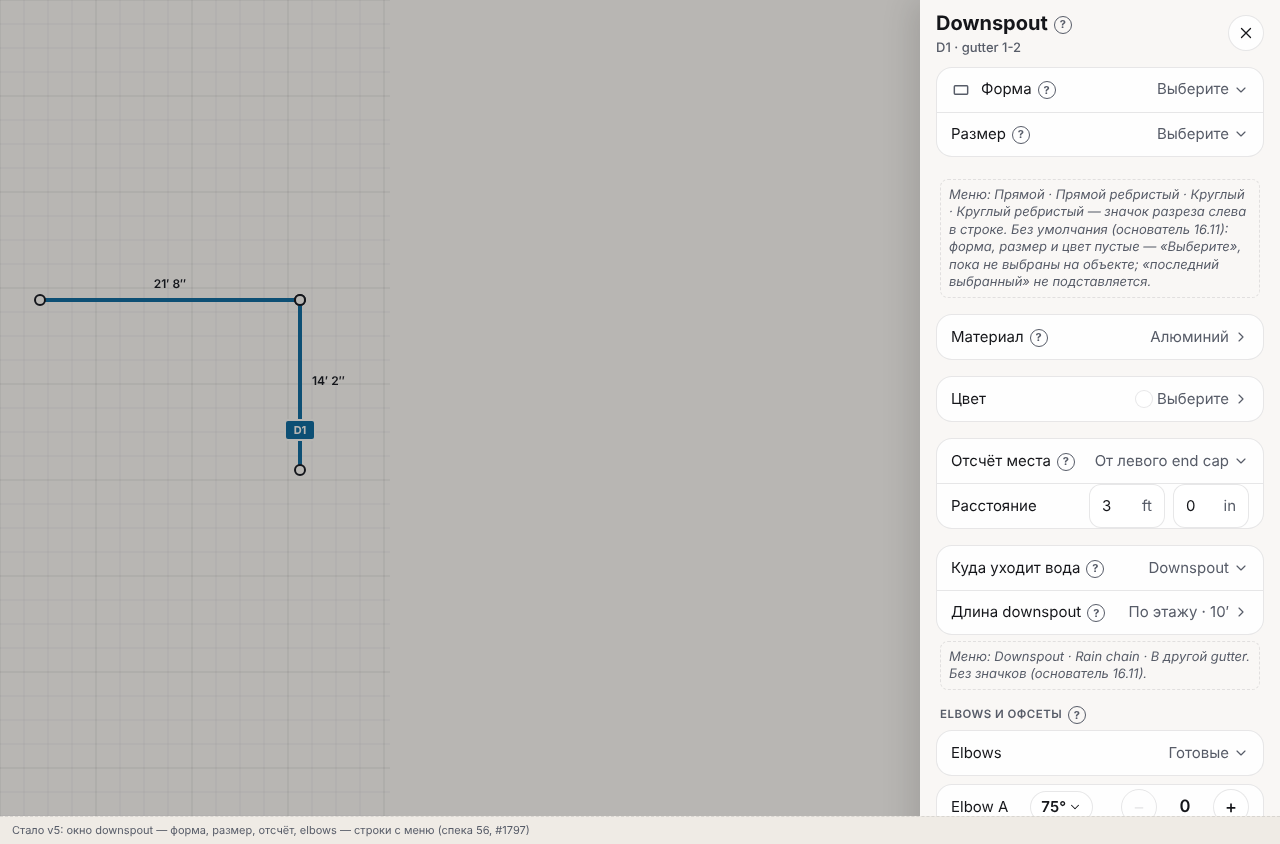 Downspout ?
D1 · gutter 1-2
Форма ? Выберите
Размер ? Выберите
Меню: Прямой · Прямой ребристый · Круглый
· Круглый ребристый — значок разреза слева
в строке. Без умолчания (основатель 16.11):
форма, размер и цвет пустые — «Выберите»,
пока не выбраны на объекте; «последний
выбранный» не подставляется.
Материал ? Алюминий
Цвет Выберите
Отсчёт места ? От левого end cap
Расстояние 3 ft 0 in
Куда уходит вода ? Downspout
Длина downspout ? По этажу · 10′
Меню: Downspout · Rain chain · В другой gutter.
Без значков (основатель 16.11).
ELBOWS И ОФСЕТЫ ?
Elbows Готовые
Elbow A 75° − 0 +
21′ 8″
14′ 2″
D1
Стало v5: окно downspout — форма, размер, отсчёт, elbows — строки с меню (спека 56, #1797)